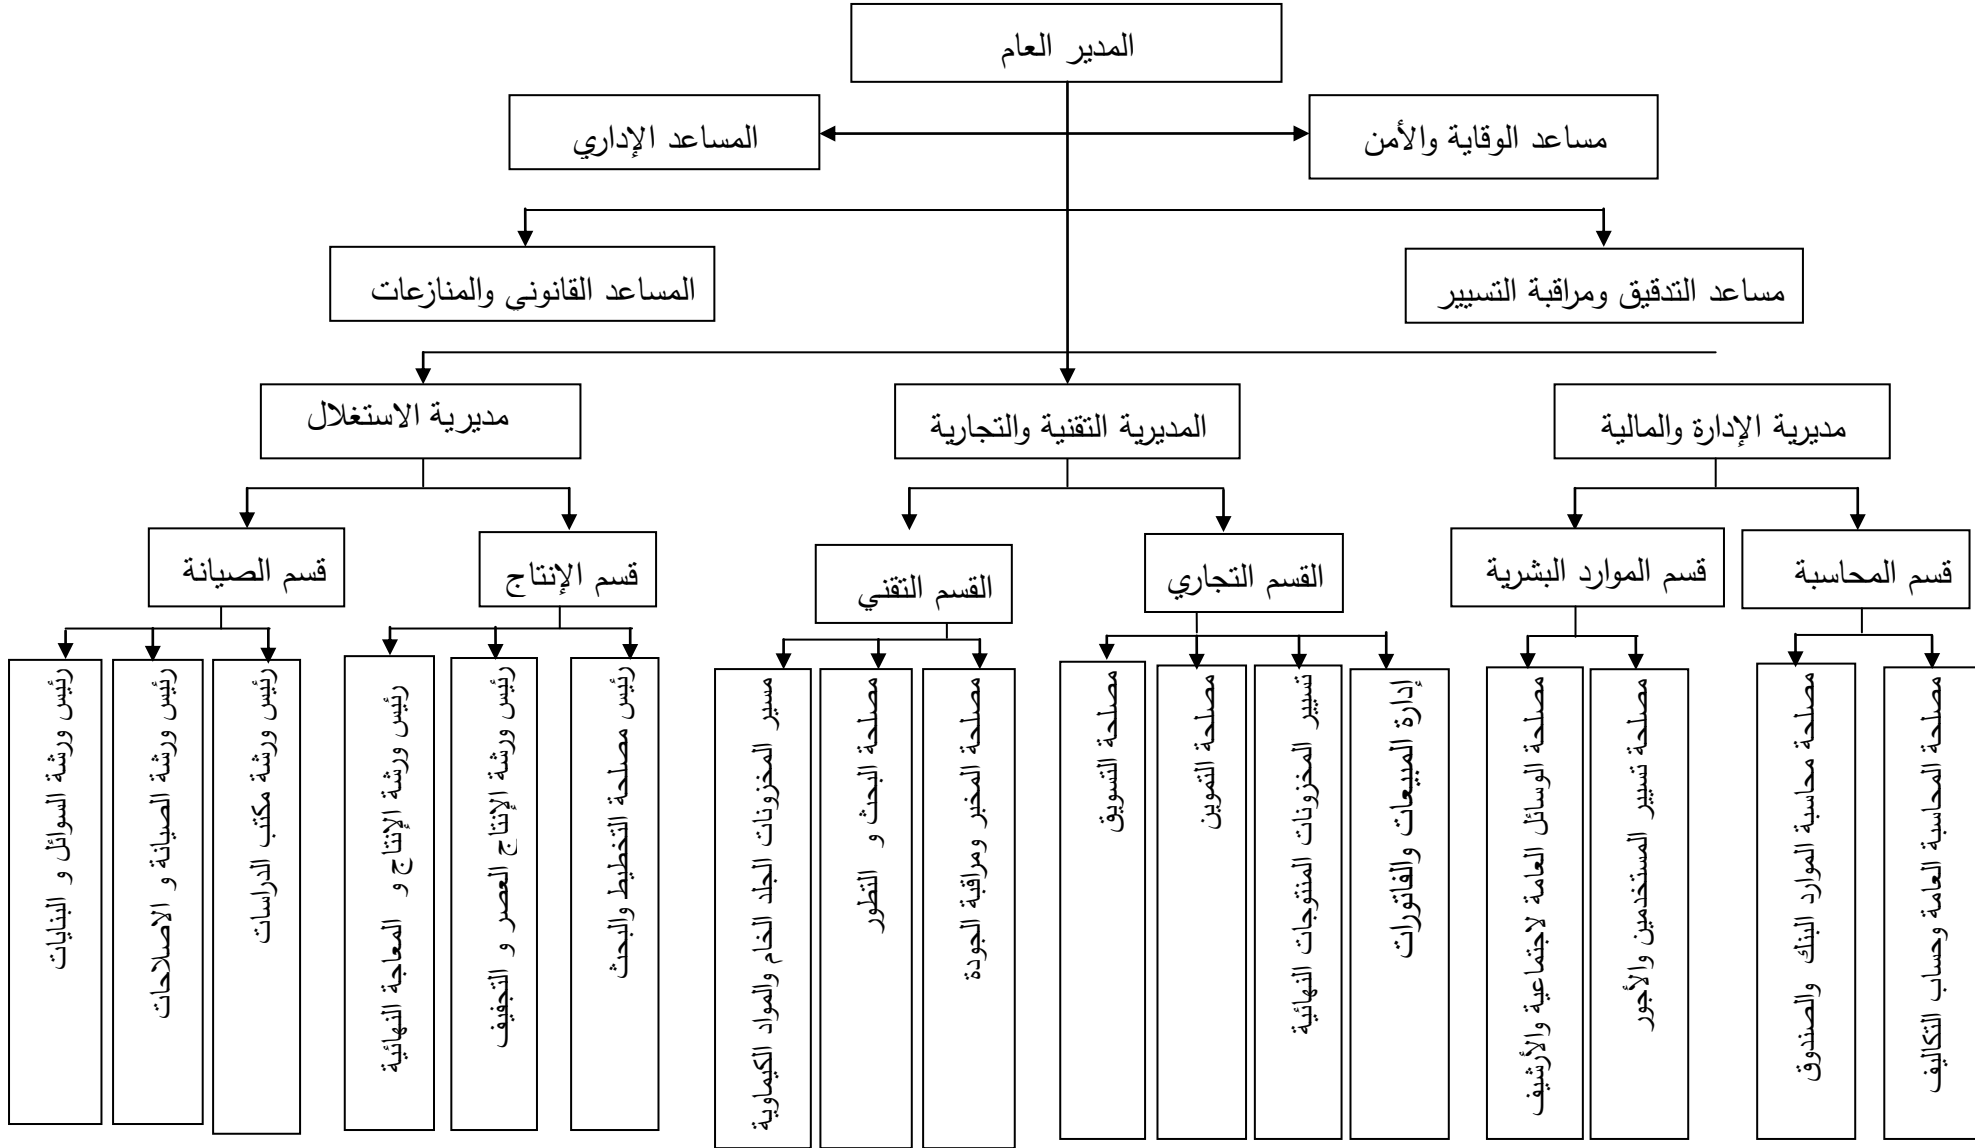 المدير العام
مساعد الوقاية والأمن
المساعد الإداري
مساعد التدقيق ومراقبة التسيير
المساعد القانوني والمنازعات
مديرية الإدارة والمالية
المديرية التقنية والتجارية
مديرية الاستغلال
قسم المحاسبة
قسم الموارد البشرية
القسم التجاري
القسم التقني
قسم الإنتاج
قسم الصيانة
مصلحة المحاسبة العامة وحساب التكاليف
مصلحة محاسبة الموارد البنك والصندوق
مصلحة تسيير المستخدمين والأجور
مصلحة الوسائل العامة لاجتماعية والأرشيف
إدارة المبيعات والفاتورات
تسيير المخزونات المنتوجات النهائية
مصلحة التموين
مصلحة التسويق
مصلحة المخبر ومراقبة الجودة
مصلحة البحث و التطور
مسير المخزونات الجلد الخام والمواد الكيماوية
رئيس مصلحة التخطيط والبحث
رئيس ورشة الإنتاج العصر و التجفيف
رئيس ورشة الإنتاج و المعاجة النهائية
رئيس ورشة مكتب الدراسات
رئيس ورشة الصيانة و الاصلاحات
رئيس ورشة السوائل و البنايات